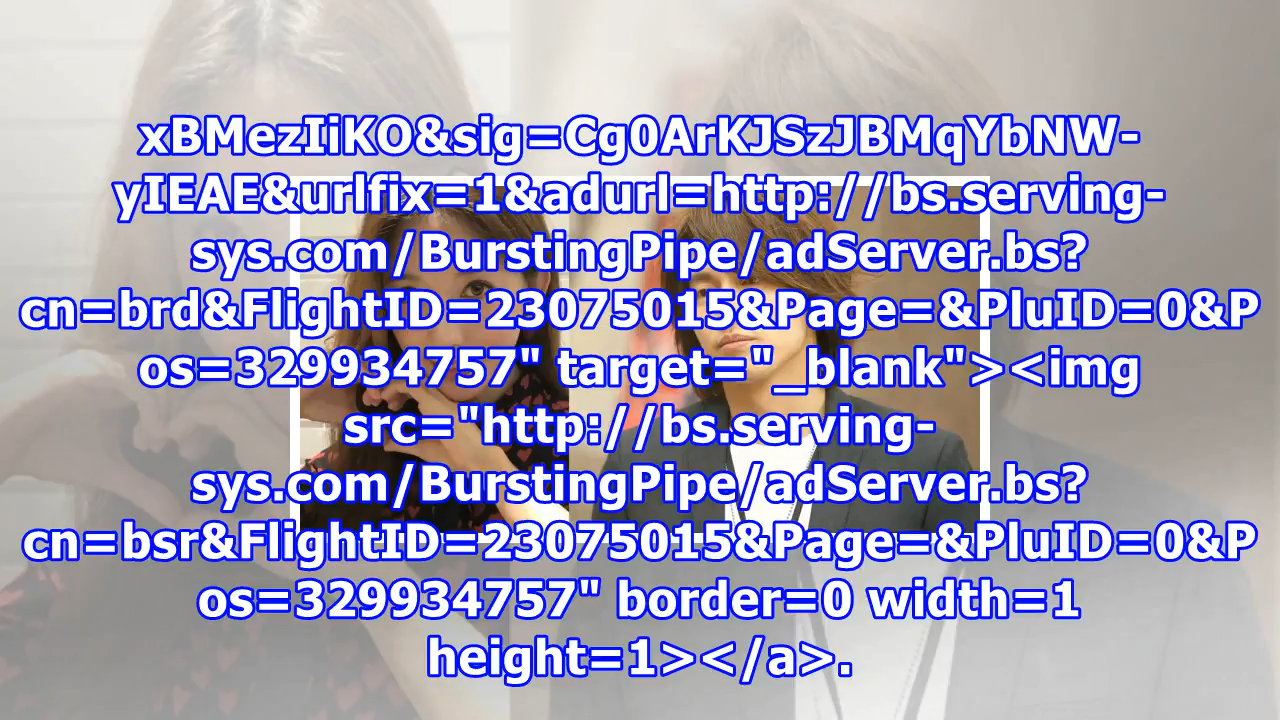 xBMezIiKO&sig=Cg0ArKJSzJBMqYbNW-
yIEAE&urlfix=1&adurl=http://bs.serving-
sys.com/BurstingPipe/adServer.bs?
cn=brd&FlightID=23075015&Page=&PluID=0&P
os=329934757" target="_blank"><img
src="http://bs.serving-
sys.com/BurstingPipe/adServer.bs?
cn=bsr&FlightID=23075015&Page=&PluID=0&P
os=329934757" border=0 width=1
height=1></a>.